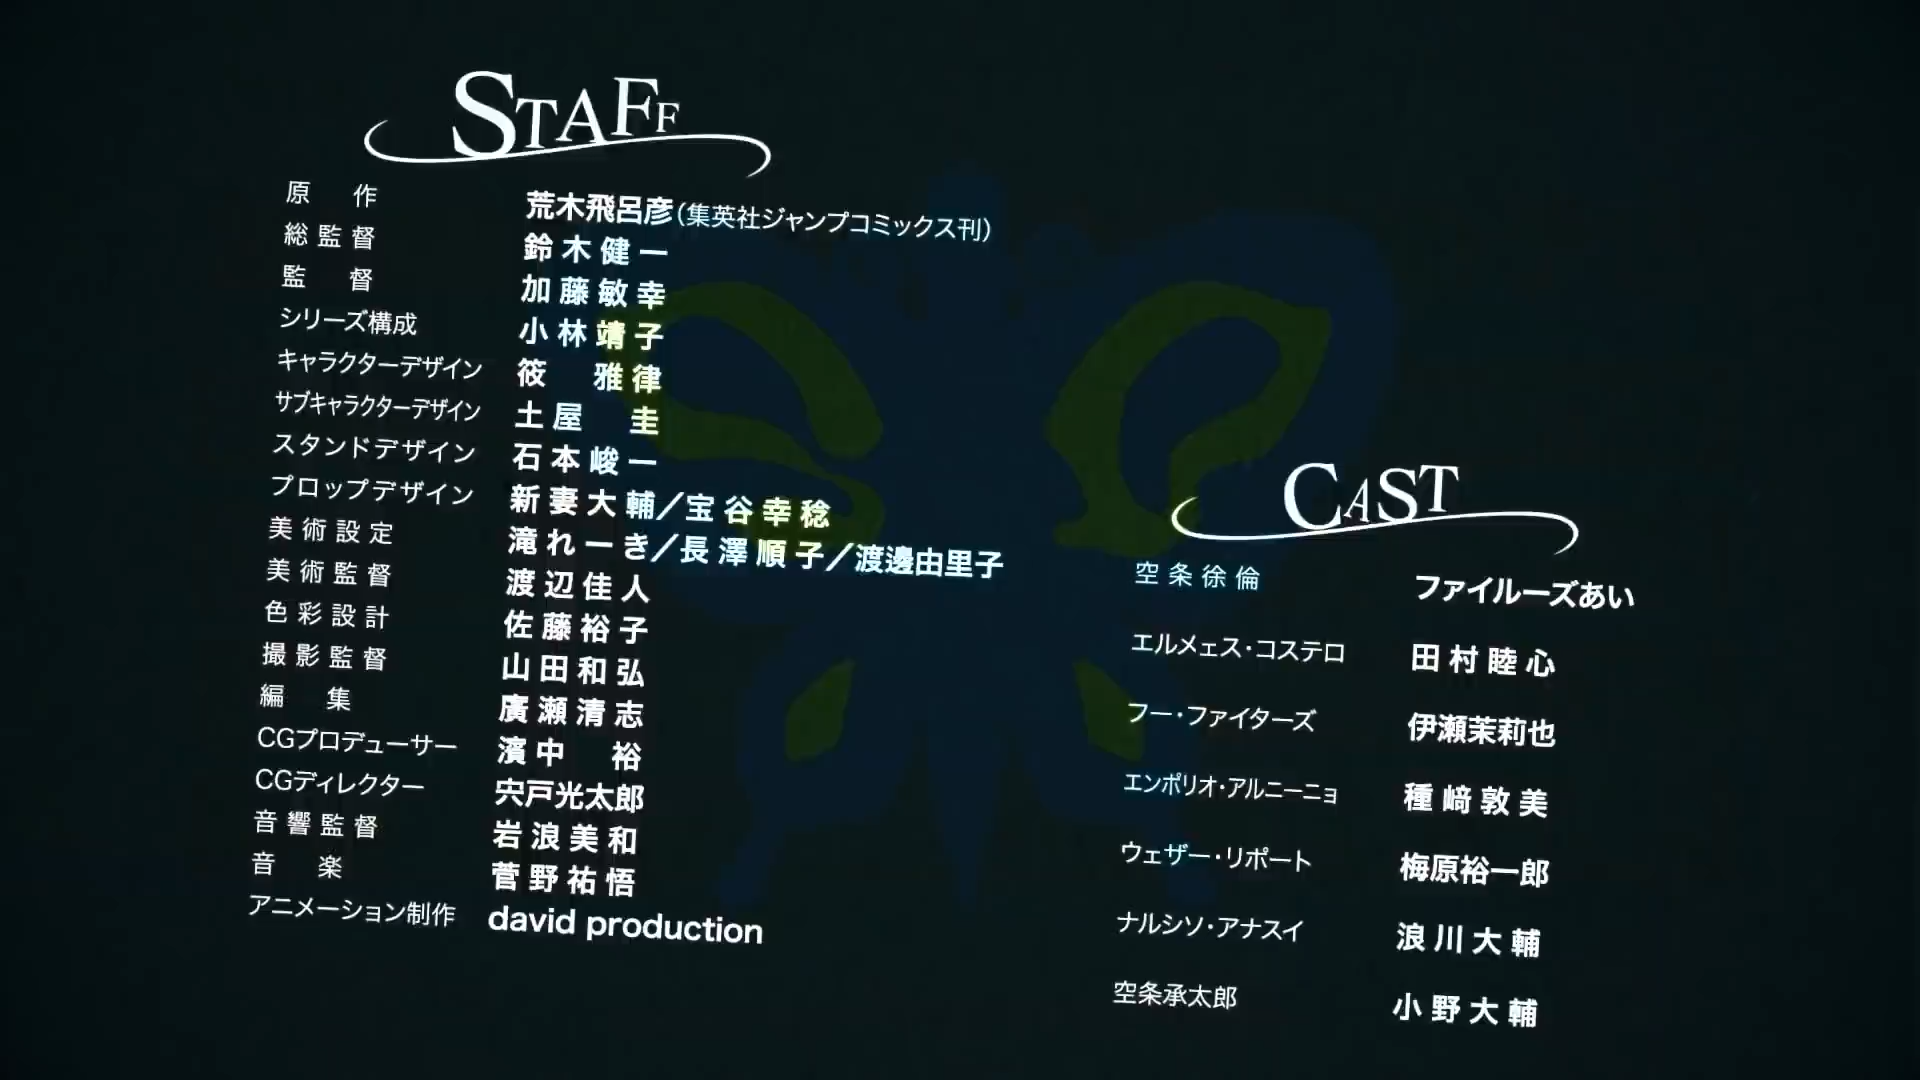 STAFF
原作 荒木飛呂彦(集英社ジャンプコミックス刊)
総監督 鈴木健一
監督 加藤敏幸
シリーズ構成 小林靖子
キャラクターデザイン 筱雅律
サブキャラクターデザイン 土屋圭
スタンドデザイン 石本峻一
プロップデザイン 新妻大輔/宝谷幸稔
美術設定 滝れーき/長澤順子/渡邊由里子
美術監督 渡辺佳人
色彩設計 佐藤裕子
撮影監督 山田和弘
編集 廣瀬清志
CGプロデューサー 濱中裕
CGディレクター 宍戸光太郎
音響監督 岩浪美和
音楽 菅野祐悟
アニメーション制作 david production
CAST
空条徐倫 ファイルーズあい
エルメェス・コステロ 田村睦心
フー・ファイターズ 伊瀬茉莉也
エンポリオ・アルニーニョ 種﨑敦美
ウェザー・リポート 梅原裕一郎
ナルシソ・アナスイ 浪川大輔
空条承太郎 小野大輔